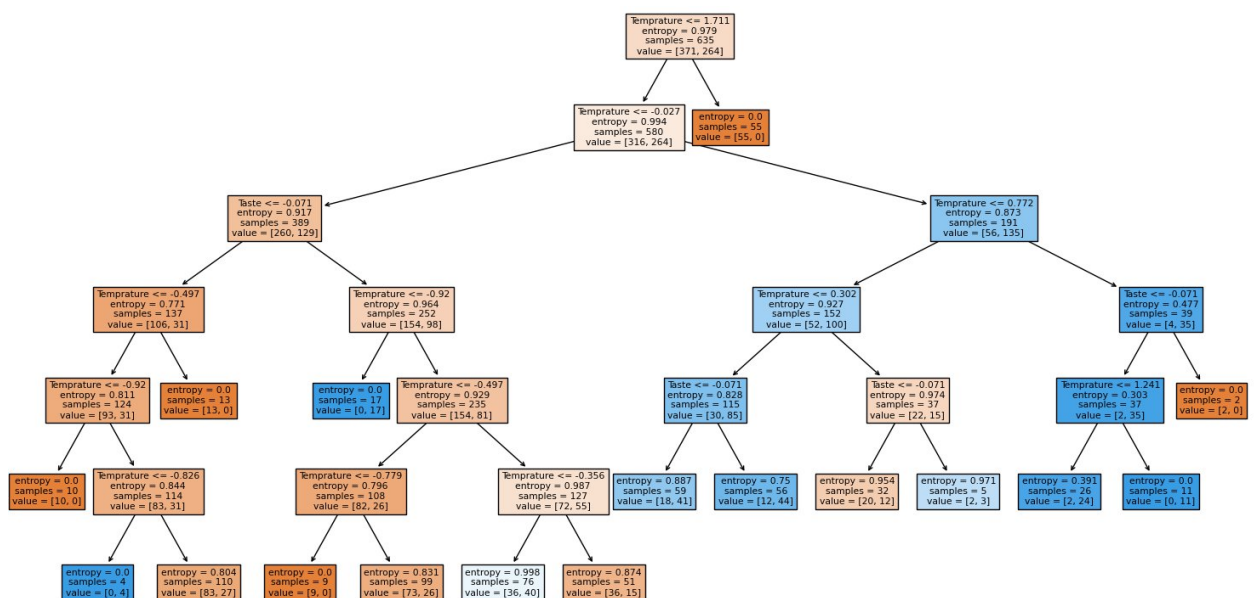 Temprature <= 1.711
entropy = 0.979
samples = 635
value = [371, 264]
Temprature <= -0.027
entropy = 0.994
samples = 580
value = [316, 264]
entropy = 0.0
samples = 55
value = [55, 0]
Taste <= -0.071
entropy = 0.917
samples = 389
value = [260, 129]
Temprature <= 0.772
entropy = 0.873
samples = 191
value = [56, 135]
Temprature <= -0.497
entropy = 0.771
samples = 137
value = [106, 31]
Temprature <= -0.92
entropy = 0.964
samples = 252
value = [154, 98]
Temprature <= 0.302
entropy = 0.927
samples = 152
value = [52, 100]
Taste <= -0.071
entropy = 0.477
samples = 39
value = [4, 35]
Temprature <= -0.92
entropy = 0.811
samples = 124
value = [93, 31]
entropy = 0.0
samples = 13
value = [13, 0]
entropy = 0.0
samples = 17
value = [0, 17]
Temprature <= -0.497
entropy = 0.929
samples = 235
value = [154, 81]
Taste <= -0.071
entropy = 0.828
samples = 115
value = [30, 85]
Taste <= -0.071
entropy = 0.974
samples = 37
value = [22, 15]
Temprature <= 1.241
entropy = 0.303
samples = 37
value = [2, 35]
entropy = 0.0
samples = 2
value = [2, 0]
entropy = 0.0
samples = 10
value = [10, 0]
Temprature <= -0.826
entropy = 0.844
samples = 114
value = [83, 31]
Temprature <= -0.779
entropy = 0.796
samples = 108
value = [82, 26]
Temprature <= -0.356
entropy = 0.987
samples = 127
value = [72, 55]
entropy = 0.887
samples = 59
value = [18, 41]
entropy = 0.75
samples = 56
value = [12, 44]
entropy = 0.954
samples = 32
value = [20, 12]
entropy = 0.971
samples = 5
value = [2, 3]
entropy = 0.391
samples = 26
value = [2, 24]
entropy = 0.0
samples = 11
value = [0, 11]
entropy = 0.0
samples = 4
value = [0, 4]
entropy = 0.804
samples = 110
value = [83, 27]
entropy = 0.0
samples = 9
value = [9, 0]
entropy = 0.831
samples = 99
value = [73, 26]
entropy = 0.998
samples = 76
value = [36, 40]
entropy = 0.874
samples = 51
value = [36, 15]